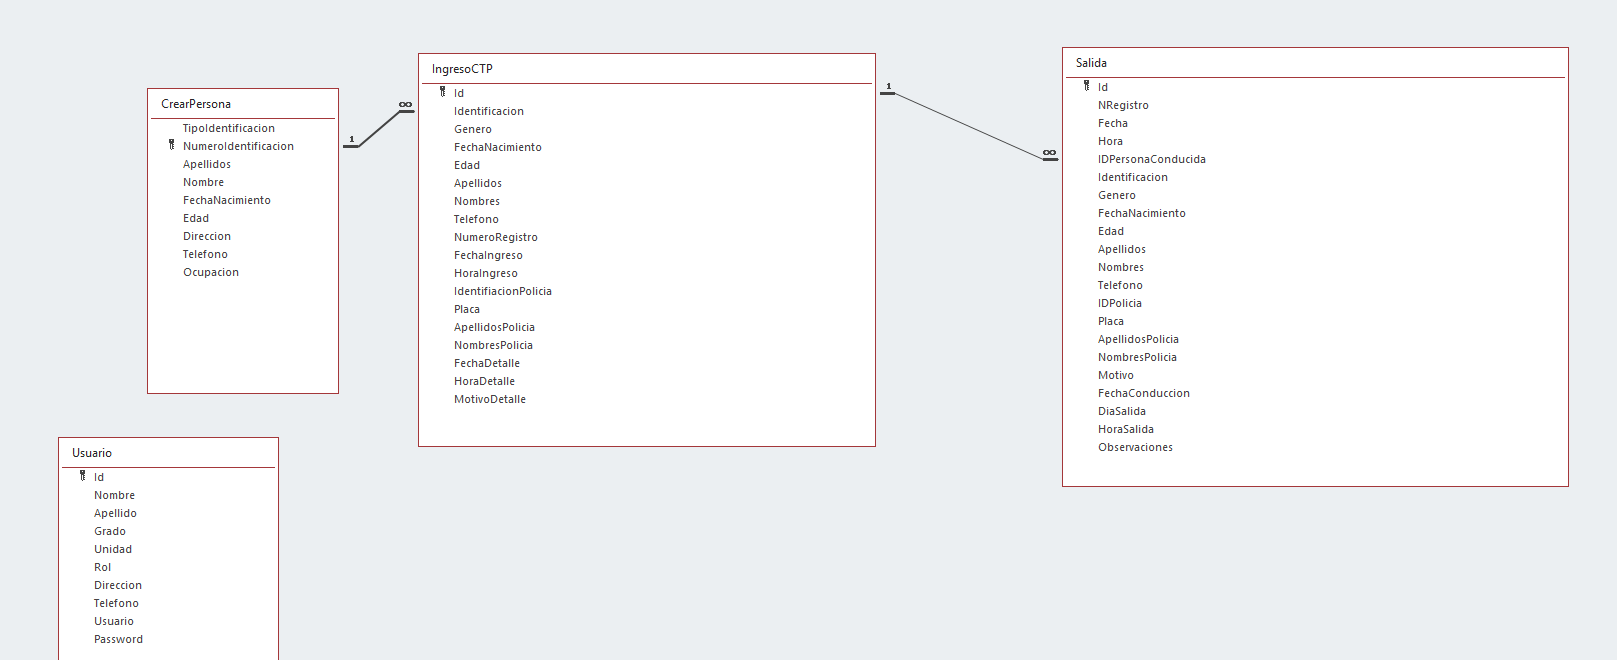 CrearPersona
TipoIdentificacion
NumeroIdentificacion
Apellidos
Nombre
FechaNacimiento
Edad
Direccion
Telefono
Ocupacion
1
∞
IngresoCTP
Id
Identificacion
Genero
FechaNacimiento
Edad
Apellidos
Nombres
Telefono
NumeroRegistro
FechaIngreso
HoraIngreso
IdentifiacionPolicia
Placa
ApellidosPolicia
NombresPolicia
FechaDetalle
HoraDetalle
MotivoDetalle
1
∞
Salida
Id
NRegistro
Fecha
Hora
IDPersonaConducida
Identificacion
Genero
FechaNacimiento
Edad
Apellidos
Nombres
Telefono
IDPolicia
Placa
ApellidosPolicia
NombresPolicia
Motivo
FechaConduccion
DiaSalida
HoraSalida
Observaciones
Usuario
Id
Nombre
Apellido
Grado
Unidad
Rol
Direccion
Telefono
Usuario
Password